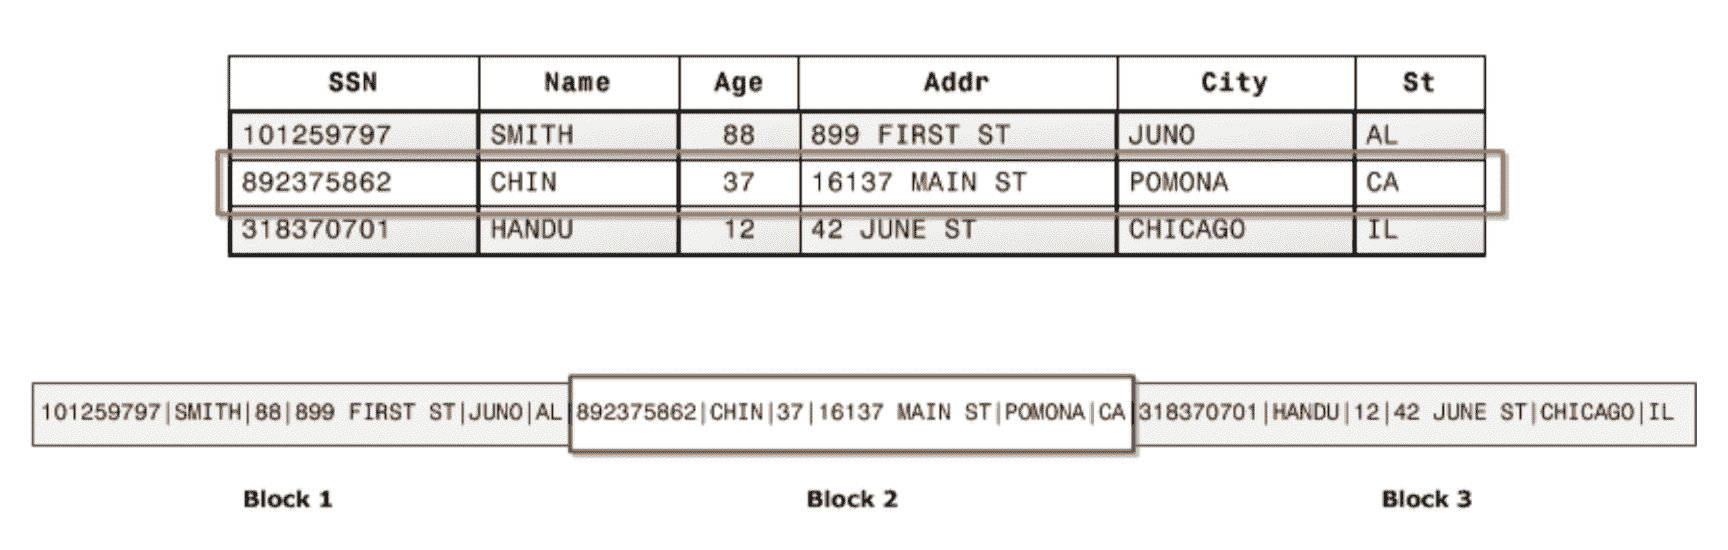 SSN Name Age Addr City St
101259797 SMITH 88 899 FIRST ST JUNO AL
892375862 CHIN 37 16137 MAIN ST POMONA CA
318370701 HANDU 12 42 JUNE ST CHICAGO IL
101259797|SMITH|88|899 FIRST ST|JUNO|AL|892375862|CHIN|37|16137 MAIN ST|POMONA|CA|318370701|HANDU|12|42 JUNE ST|CHICAGO|IL
Block 1 Block 2 Block 3